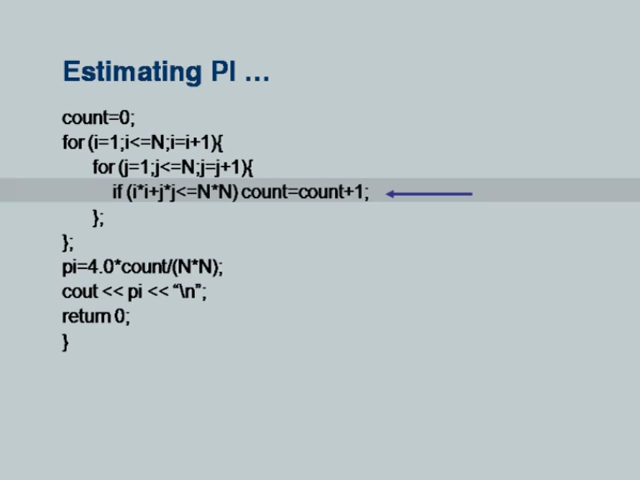 Estimating PI ...
count=0;
for (i=1;i<=N;i=i+1){
for (j=1;j<=N;j=j+1){
if (i*i+j*j<=N*N) count=count+1;
};
};
pi=4.0*count/(N*N);
cout << pi << “\n”;
return 0;
}